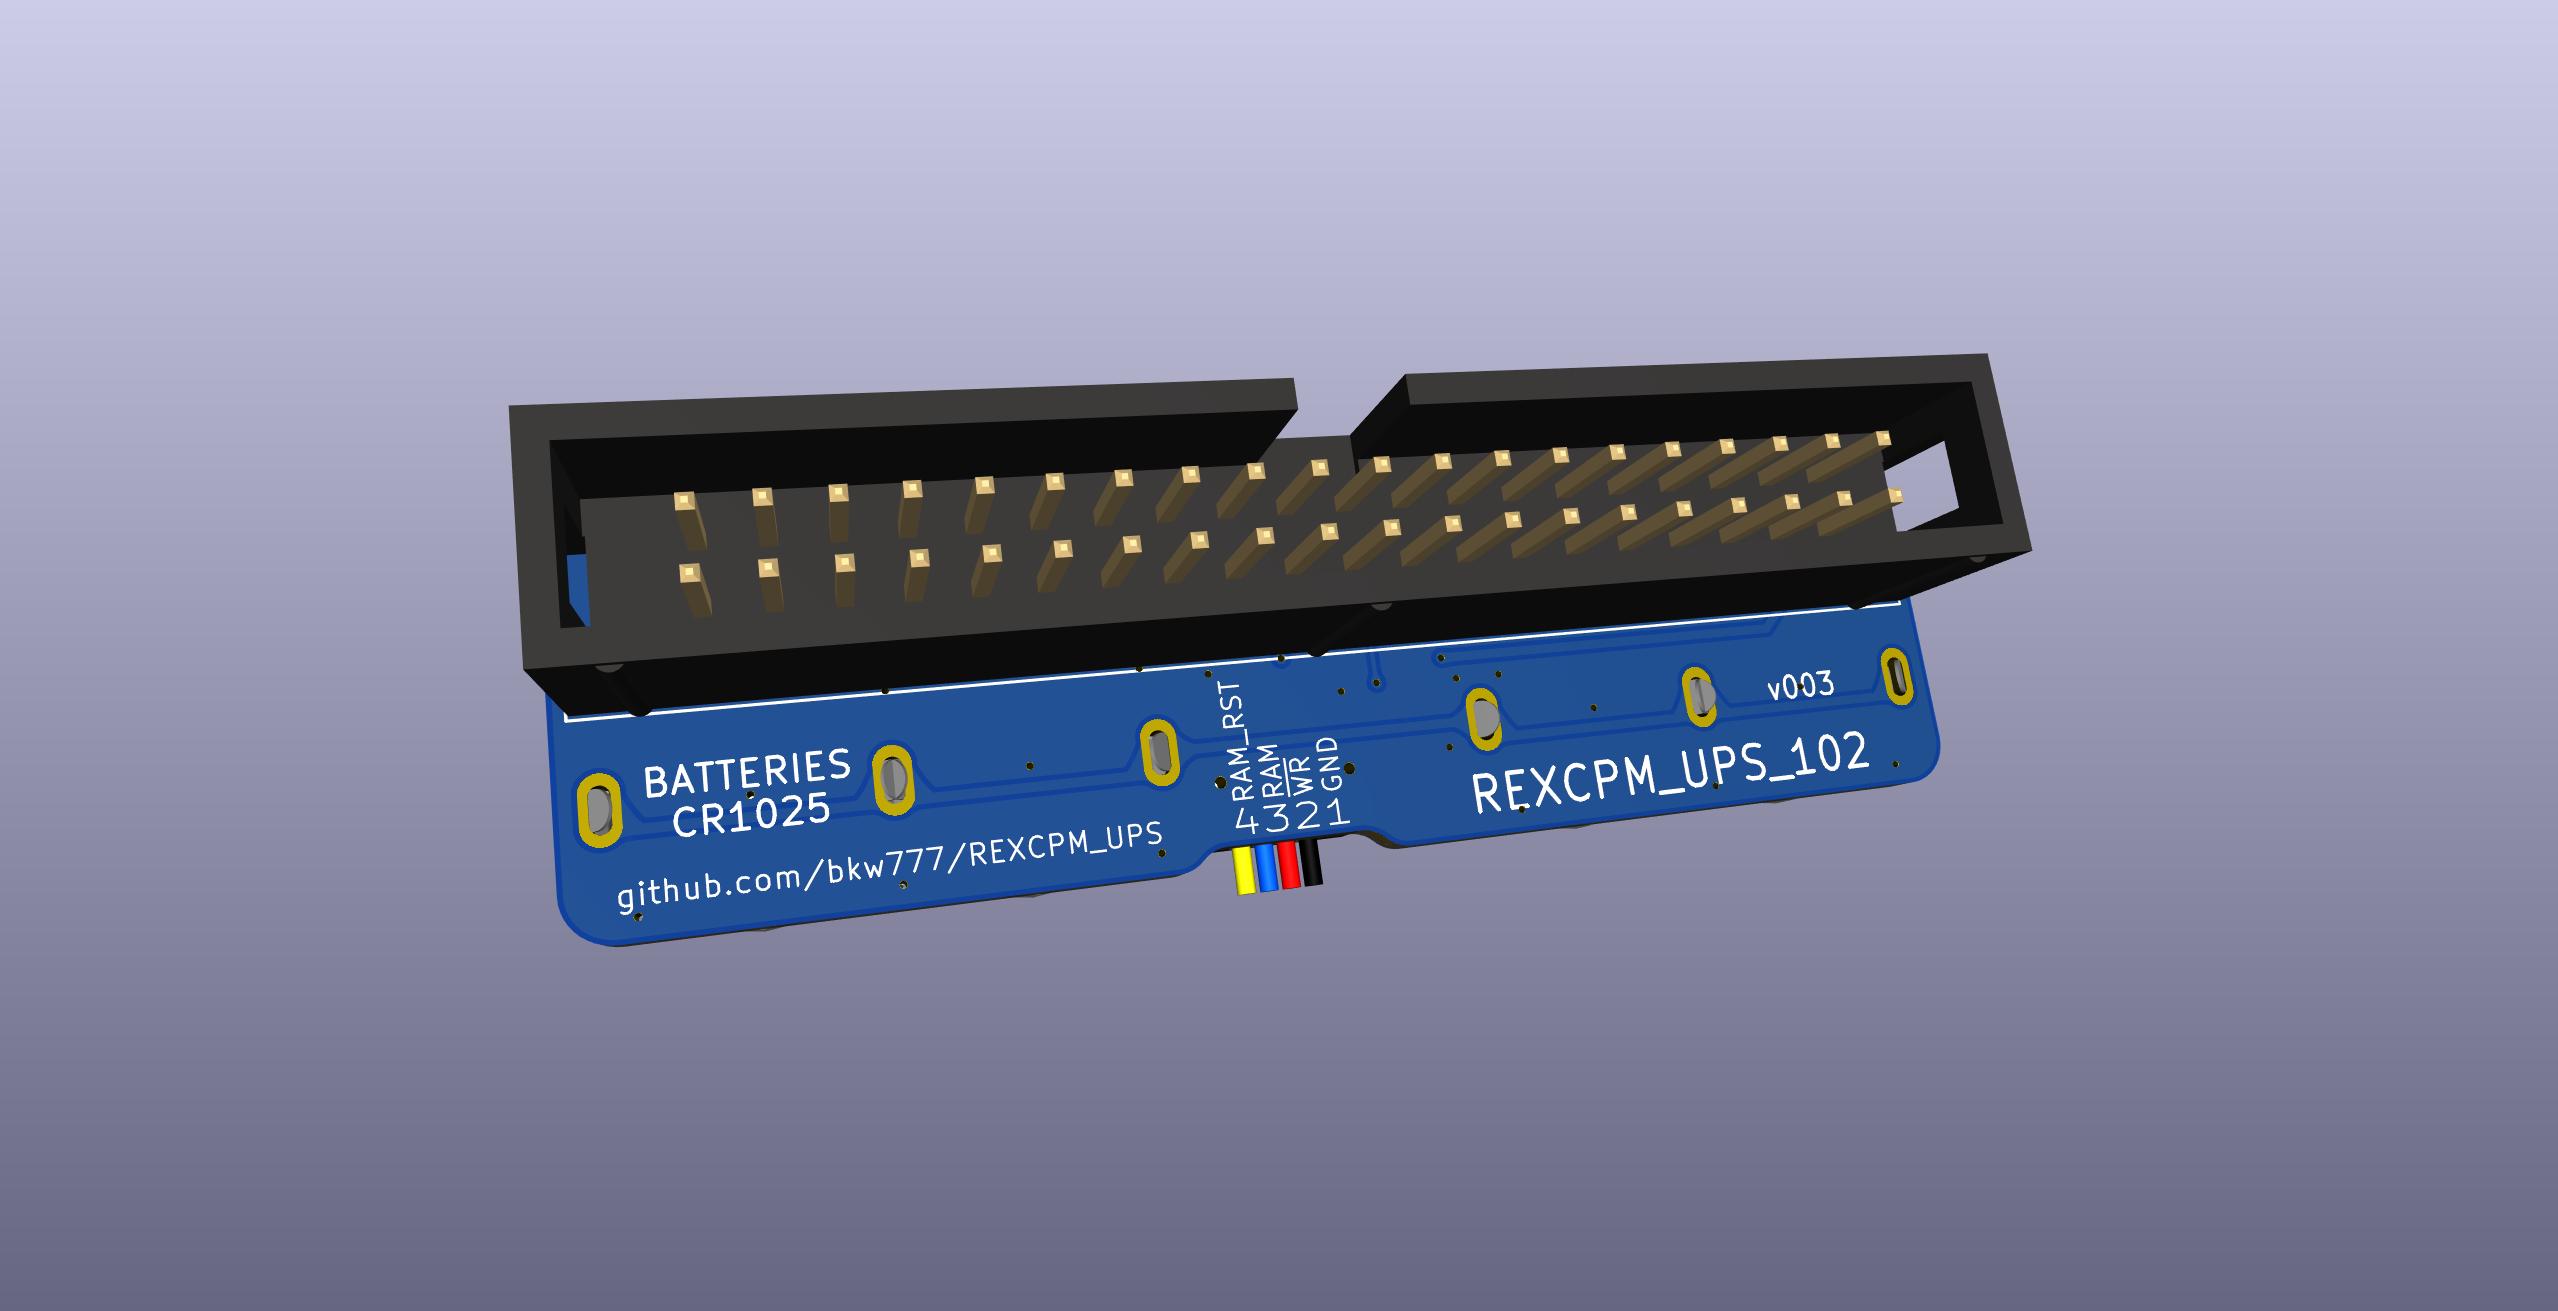 BATTERIES
CR1025
github.com/bkw777/REXCPM_UPS
RAM_RST
RAM
WR
GND
4321
v003
REXCPM_UPS_102